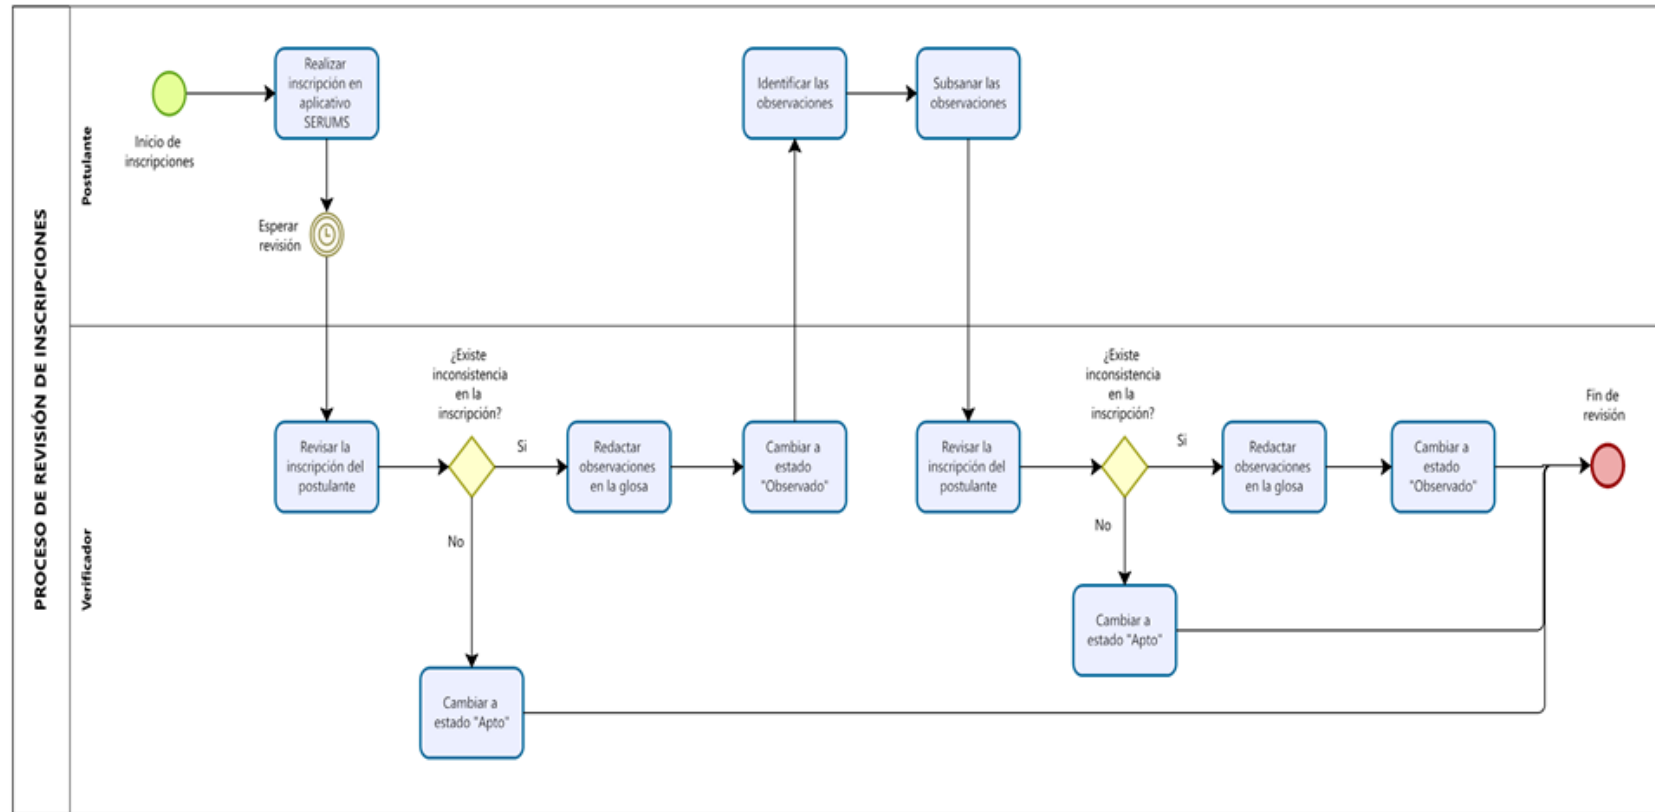 PROCESO DE REVISIÓN DE INSCRIPCIONES
Postulante
Inicio de
inscripciones
Realizar
inscripción en
aplicativo
SERUMS
Esperar
revisión
Identificar las
observaciones
Subsanar las
observaciones
Verificador
Revisar la
inscripción del
postulante
¿Existe
inconsistencia
en la
inscripción?
Si
No
Redactar
observaciones
en la glosa
Cambiar a
estado
"Observado"
Cambiar a
estado "Apto"
Revisar la
inscripción del
postulante
¿Existe
inconsistencia
en la
inscripción?
Si
No
Redactar
observaciones
en la glosa
Cambiar a
estado
"Observado"
Cambiar a
estado "Apto"
Fin de
revisión